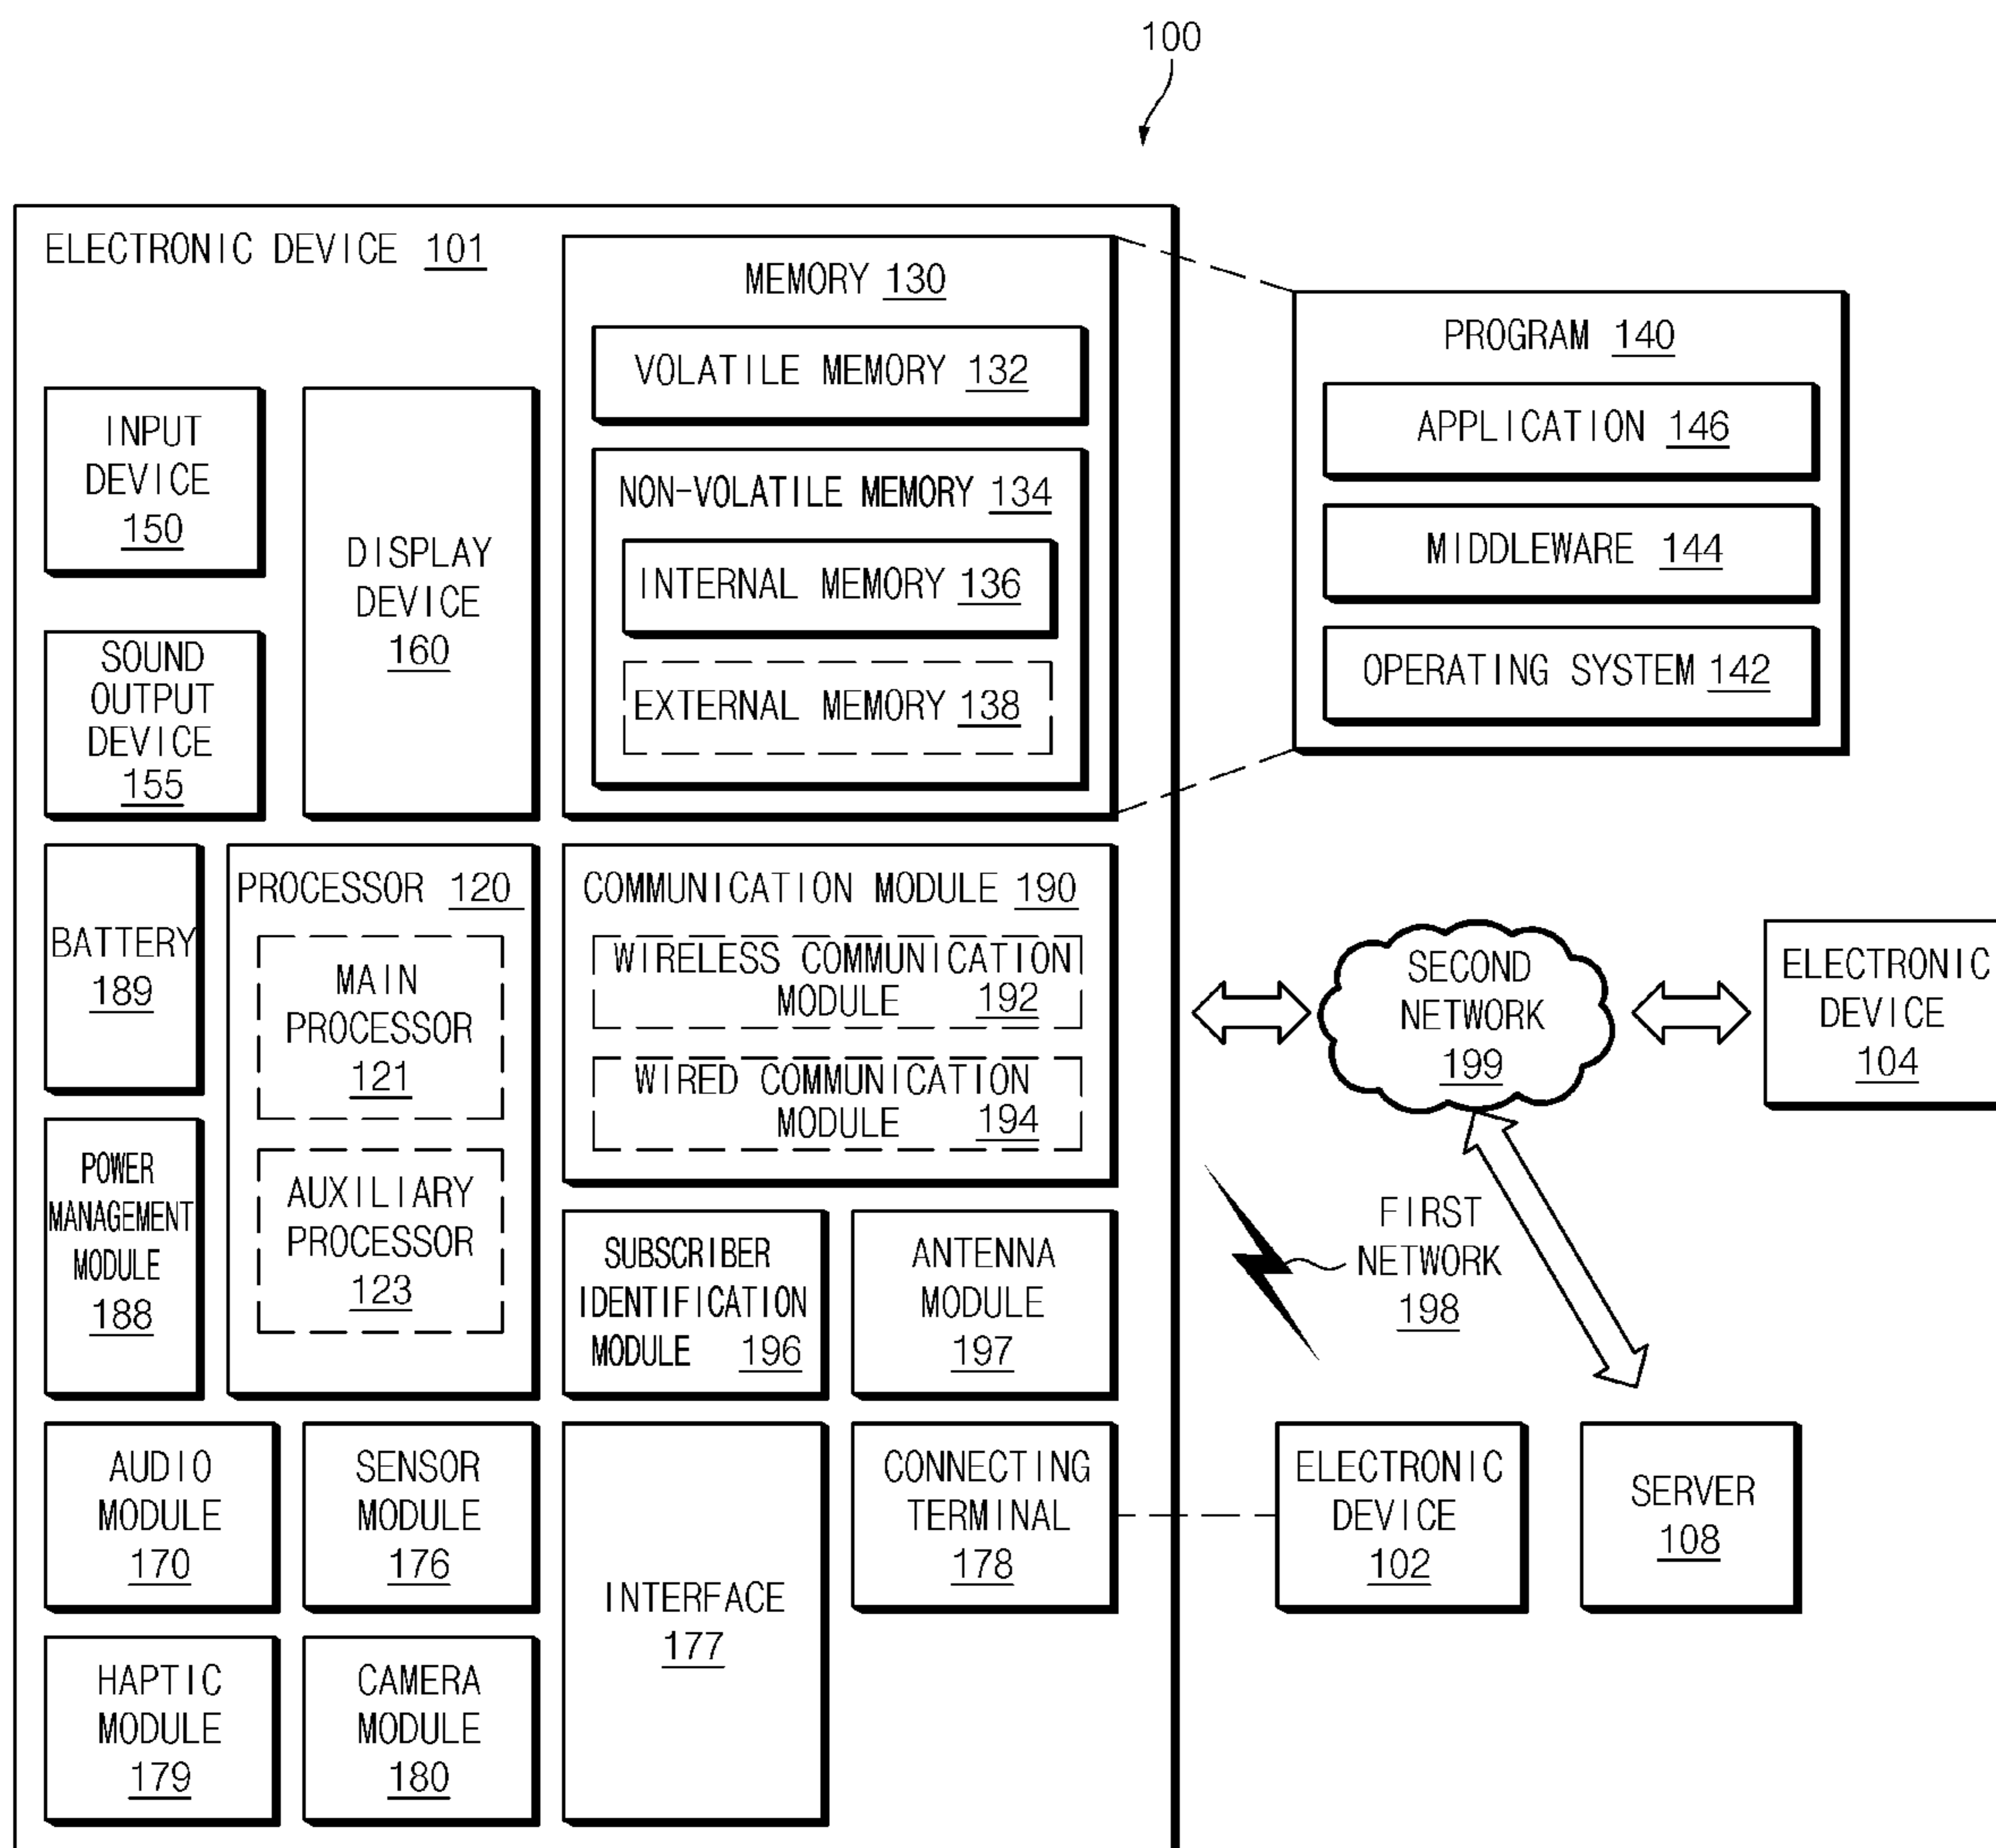 100
ELECTRONIC DEVICE 101
MEMORY 130
VOLATILE MEMORY 132
NON-VOLATILE MEMORY 134
INTERNAL MEMORY 136
EXTERNAL MEMORY 138
PROGRAM 140
APPLICATION 146
MIDDLEWARE 144
OPERATING SYSTEM 142
INPUT
DEVICE
150
DISPLAY
DEVICE
160
SOUND
OUTPUT
DEVICE
155
BATTERY
189
PROCESSOR 120
MAIN
PROCESSOR
121
AUXILIARY
PROCESSOR
123
COMMUNICATION MODULE 190
WIRELESS COMMUNICATION
MODULE 192
WIRED COMMUNICATION
MODULE 194
SECOND
NETWORK
199
ELECTRONIC
DEVICE
104
POWER
MANAGEMENT
MODULE
188
SUBSCRIBER
IDENTIFICATION
MODULE 196
ANTENNA
MODULE
197
FIRST
NETWORK
198
AUDIO
MODULE
170
SENSOR
MODULE
176
INTERFACE
177
CONNECTING
TERMINAL
178
ELECTRONIC
DEVICE
102
SERVER
108
HAPTIC
MODULE
179
CAMERA
MODULE
180